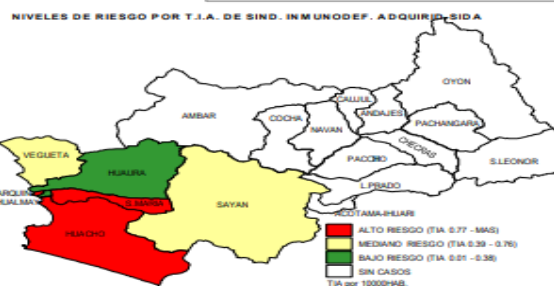 NIVELES DE RIESGO POR T.I.A. DE SIND. INMUNODEF. ADQUIRID-SIDA
OYON
CAUJUL
ANDAJES
AMBAR
COCHA
NAVAN
PACHANGARA
CHECRAS
VEGUETA
PACCHO
S.LEONOR
HUAURA
L.PRADO
HUALMAY
S.MARIA
SAYAN
ACOTAMA-IHUARI
HUACHO
ALTO RIESGO (TIA 0.77 - MAS)
MEDIANO RIESGO (TIA 0.39 - 0.76)
BAJO RIESGO (TIA 0.01 - 0.38)
SIN CASOS
TIA por 10000HAB.